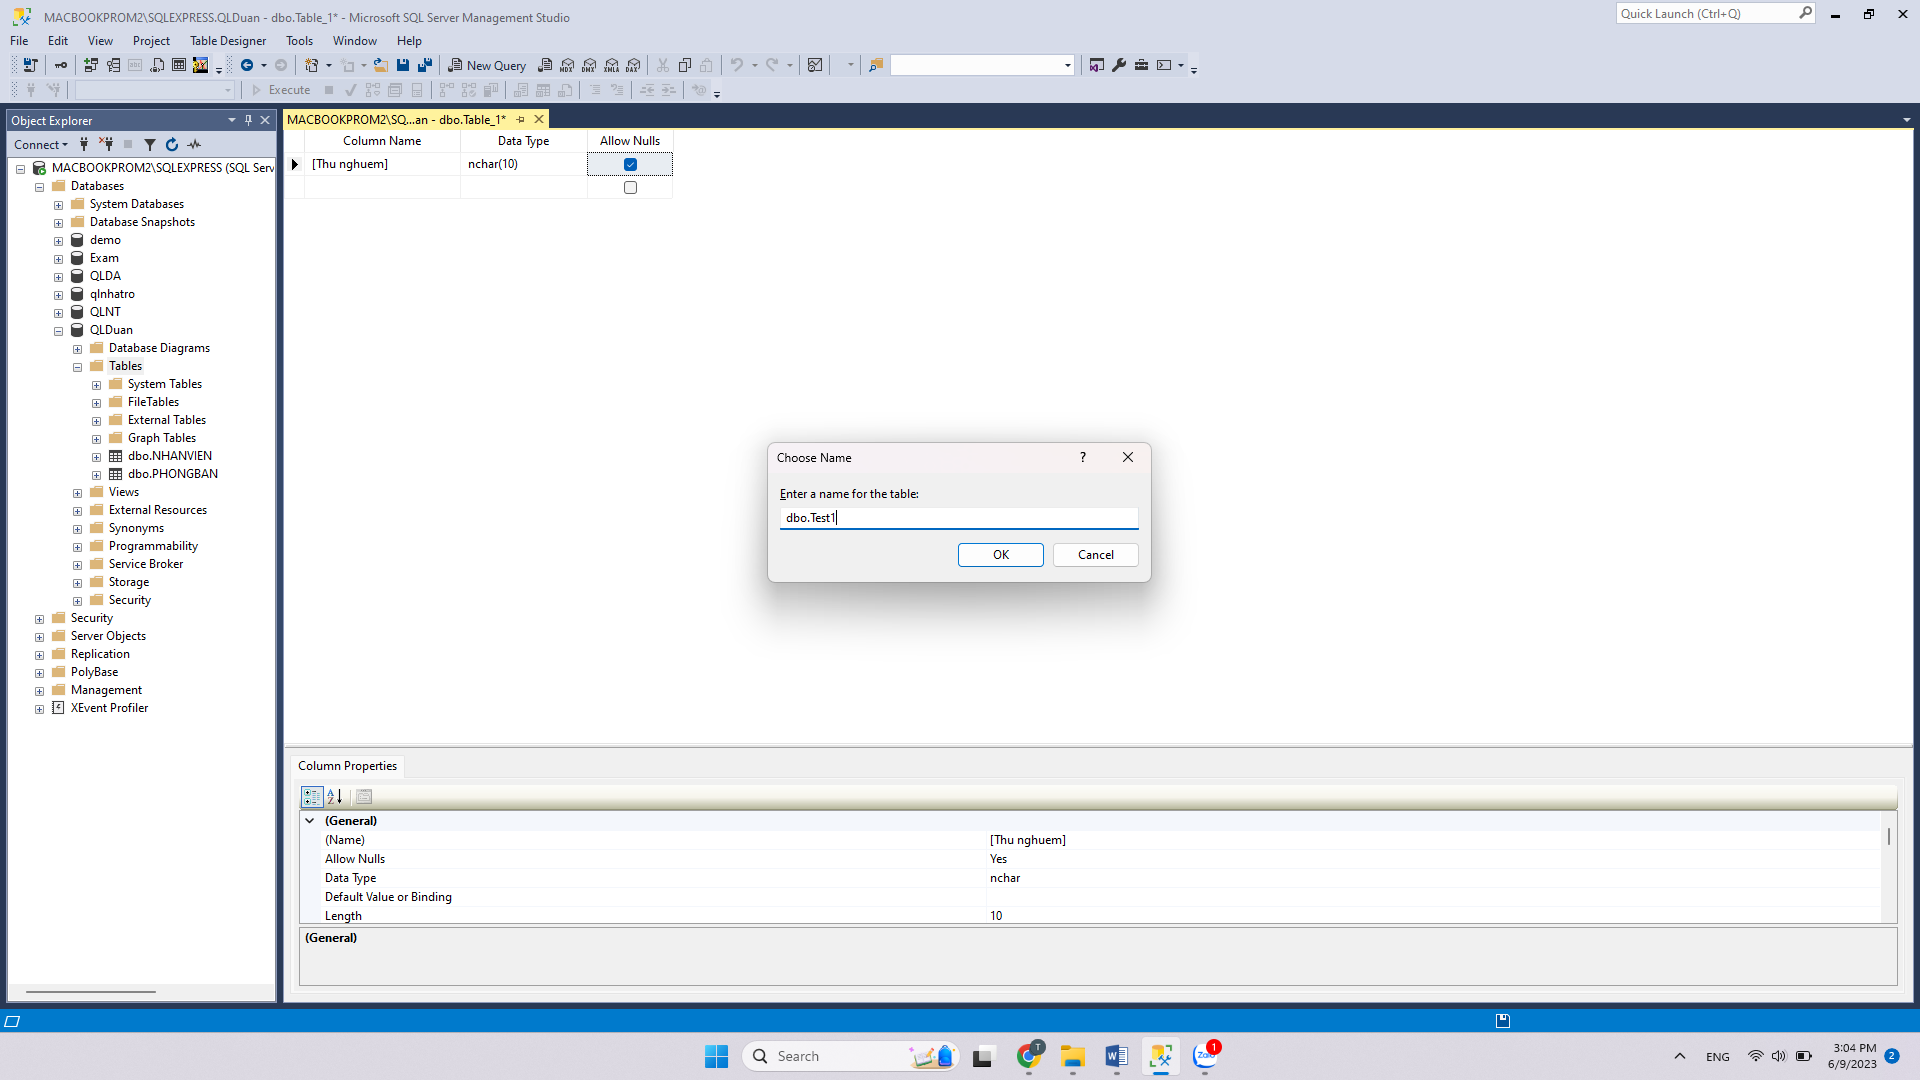 MACBOOKPROM2\SQLEXPRESS.QLDuan - dbo.Table_1* - Microsoft SQL Server Management Studio
Quick Launch (Ctrl+Q)
File Edit View Project Table Designer Tools Window Help
New Query
Execute
Object Explorer
MACBOOKPROM2\SQ...an - dbo.Table_1*
Connect
MACBOOKPROM2\SQLEXPRESS (SQL Serv
Databases
System Databases
Database Snapshots
demo
Exam
QLDA
qlnhatro
QLNT
QLDuan
Database Diagrams
Tables
System Tables
FileTables
External Tables
Graph Tables
dbo.NHANVIEN
dbo.PHONGBAN
Views
External Resources
Synonyms
Programmability
Service Broker
Storage
Security
Security
Server Objects
Replication
PolyBase
Management
XEvent Profiler
Column Name Data Type Allow Nulls
[Thu nghuem] nchar(10)
Choose Name
?
Enter a name for the table:
dbo.Test1
OK Cancel
Column Properties
(General)
(Name) [Thu nghuem]
Allow Nulls Yes
Data Type nchar
Default Value or Binding
Length 10
(General)
Search
T
Zalo
1
ENG
3:04 PM
6/9/2023
2